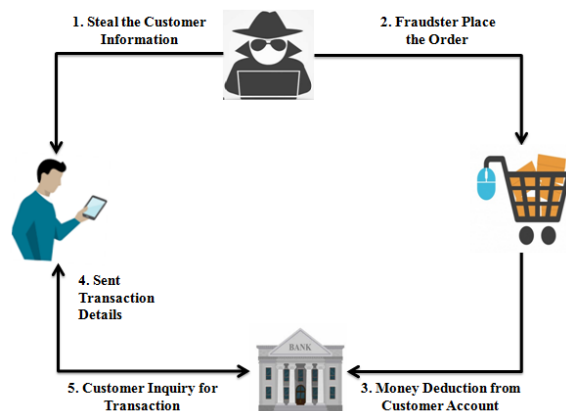 1. Steal the Customer
Information
2. Fraudster Place
the Order
4. Sent
Transaction
Details
BANK
5. Customer Inquiry for
Transaction
3. Money Deduction from
Customer Account